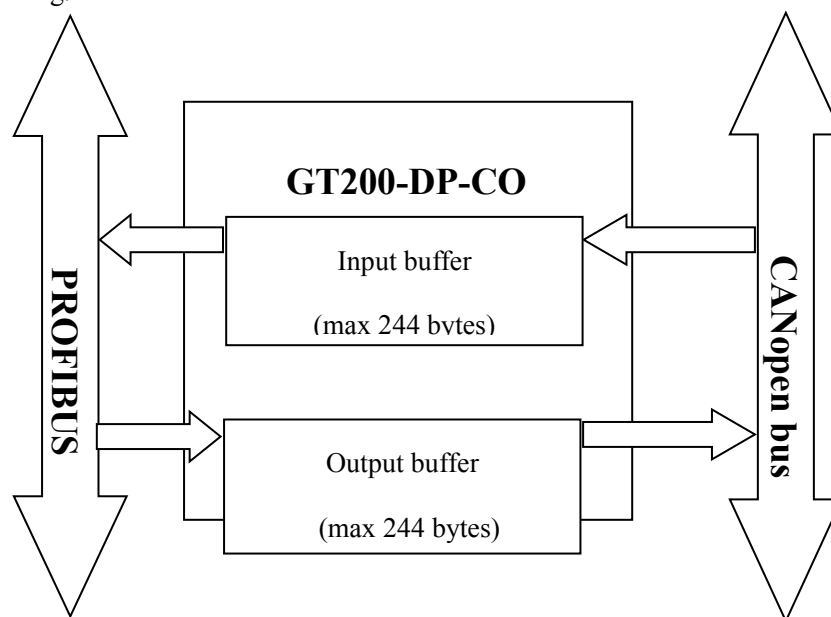 g.
GT200-DP-CO
Input buffer
(max 244 bytes)
Output buffer
(max 244 bytes)
PROFIBUS
CANopen bus